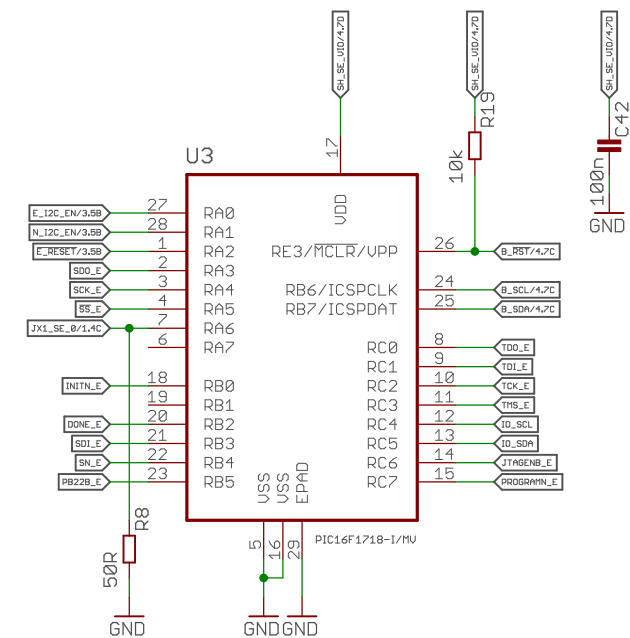 SH_SE_VIO/4.7D
SH_SE_VIO/4.7D
SH_SE_VIO/4.7D
R19
10k
C42
100n
GND
U3
17
VDD
E_I2C_EN/3.5B 27 RA0
N_I2C_EN/3.5B 28 RA1
E_RESET/3.5B 1 RA2
SDO_E 2 RA3
SCK_E 3 RA4
SS_E 4 RA5
JX1_SE_0/1.4C 7 RA6
6 RA7
INITN_E 18 RB0
19 RB1
DONE_E 20 RB2
SDI_E 21 RB3
SN_E 22 RB4
PB22B_E 23 RB5
RE3/MCLR/VPP 26 B_RST/4.7C
RB6/ICSPCLK 24 B_SCL/4.7C
RB7/ICSPDAT 25 B_SDA/4.7C
RC0 8 TDO_E
RC1 9 TDI_E
RC2 10 TCK_E
RC3 11 TMS_E
RC4 12 IO_SCL
RC5 13 IO_SDA
RC6 14 JTAGENB_E
RC7 15 PROGRAMN_E
VSS
VSS
EPAD
5
16
29
PIC16F1718-I/MV
R8
50R
GND
GND
GND